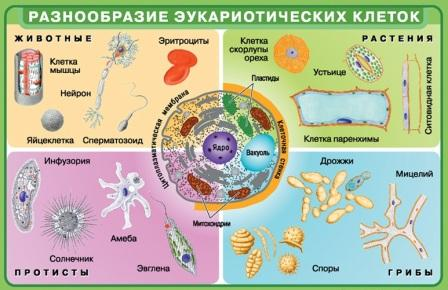 РАЗНООБРАЗИЕ ЭУКАРИОТИЧЕСКИХ КЛЕТОК
ЖИВОТНЫЕ
Клетка
мышцы
Нейрон
Эритроциты
Яйцеклетка
Сперматозоид
РАСТЕНИЯ
Клетка
скорлупы
ореха
Устьице
Пластиды
Клетка паренхимы
Ситовидная клетка
Цитоплазматическая мембрана
Ядро
Вакуоль
Клеточная стенка
Митохондрии
Инфузория
Амеба
Солнечник
Эвглена
ПРОТИСТЫ
Дрожжи
Мицелий
Споры
ГРИБЫ